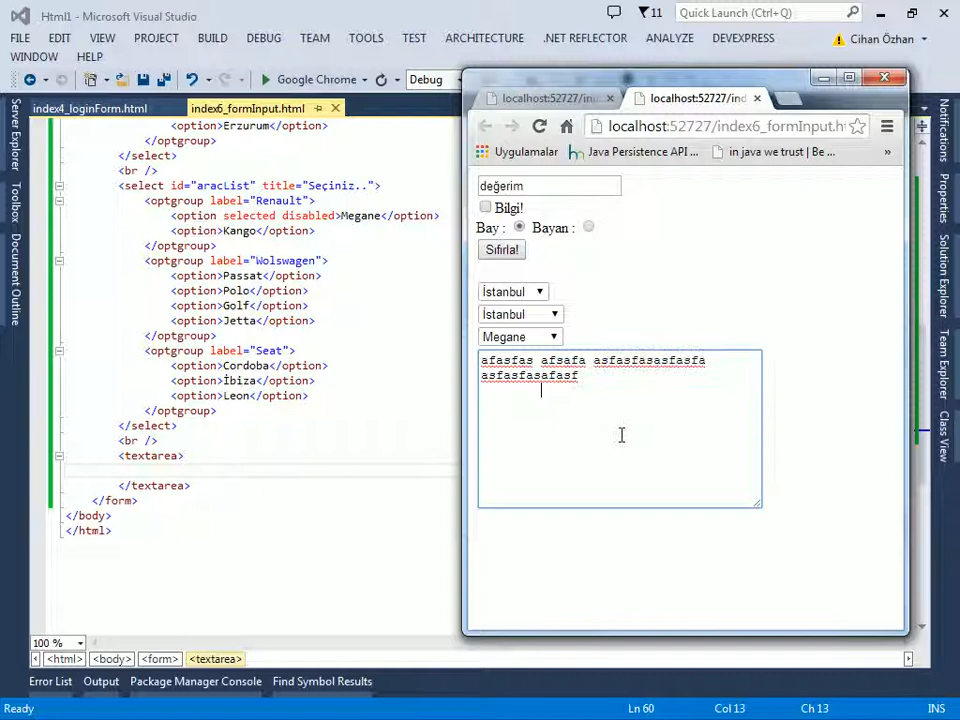 Html1 - Microsoft Visual Studio
11
Quick Launch (Ctrl+Q)
FILE EDIT VIEW PROJECT BUILD DEBUG TEAM TOOLS TEST ARCHITECTURE .NET REFLECTOR ANALYZE DEVEXPRESS
Cihan Özhan
WINDOW HELP
Google Chrome
Debug
index4_loginForm.html
index6_formInput.html
Server Explorer
Toolbox
Document Outline
<option>Erzurum</option>
</optgroup>
</select>
<br />
<select id="aracList" title="Seçiniz..">
<optgroup label="Renault">
<option selected disabled>Megane</option>
<option>Kango</option>
</optgroup>
<optgroup label="Wolswagen">
<option>Passat</option>
<option>Polo</option>
<option>Golf</option>
<option>Jetta</option>
</optgroup>
<optgroup label="Seat">
<option>Cordoba</option>
<option>İbiza</option>
<option>Leon</option>
</optgroup>
</select>
<br />
<textarea>
</textarea>
</form>
</body>
</html>
localhost:52727/inde
localhost:52727/ind
localhost:52727/index6_formInput.h
Uygulamalar
Java Persistence API ...
in java we trust | Be ...
»
değerim
Bilgi!
Bay : Bayan :
Sıfırla!
İstanbul
İstanbul
Megane
afasfas afsafa asfasfasasfasfa
asfasfasafasf
Notifications
Properties
Solution Explorer
Team Explorer
Class View
100 %
<html> <body> <form> <textarea>
Error List Output Package Manager Console Find Symbol Results
Ready
Ln 60
Col 13
Ch 13
INS